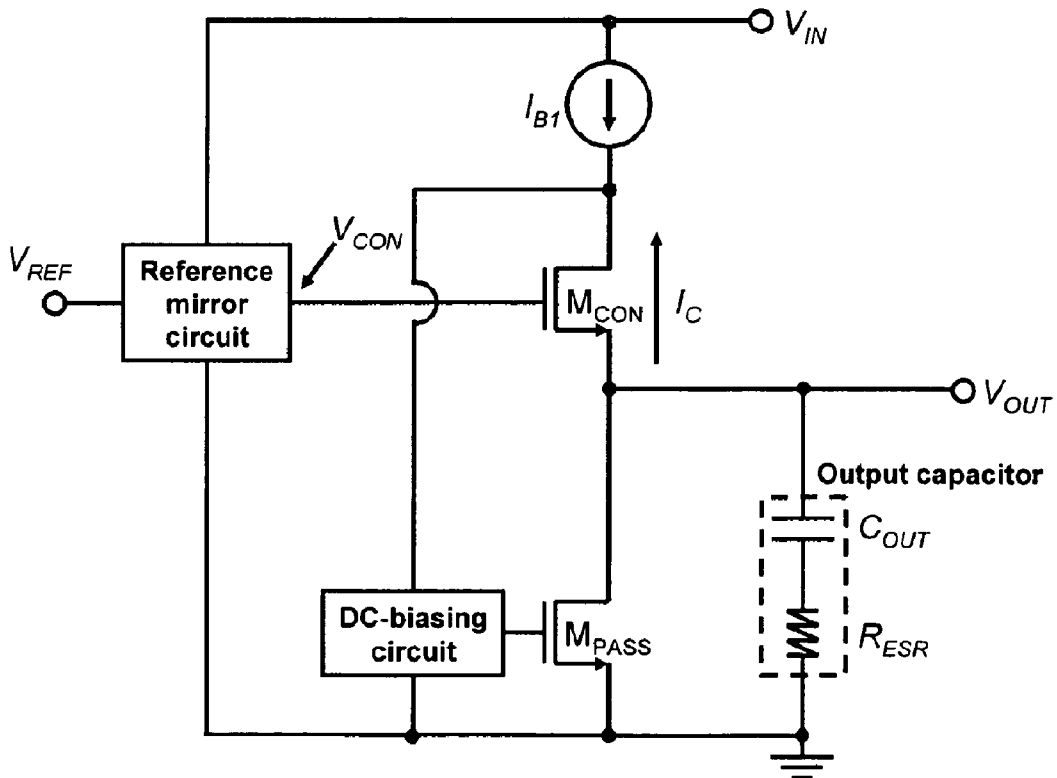 V_IN
I_B1
V_CON
V_REF
Reference
mirror
circuit
M_CON
I_C
V_OUT
Output capacitor
C_OUT
DC-biasing
circuit
M_PASS
R_ESR